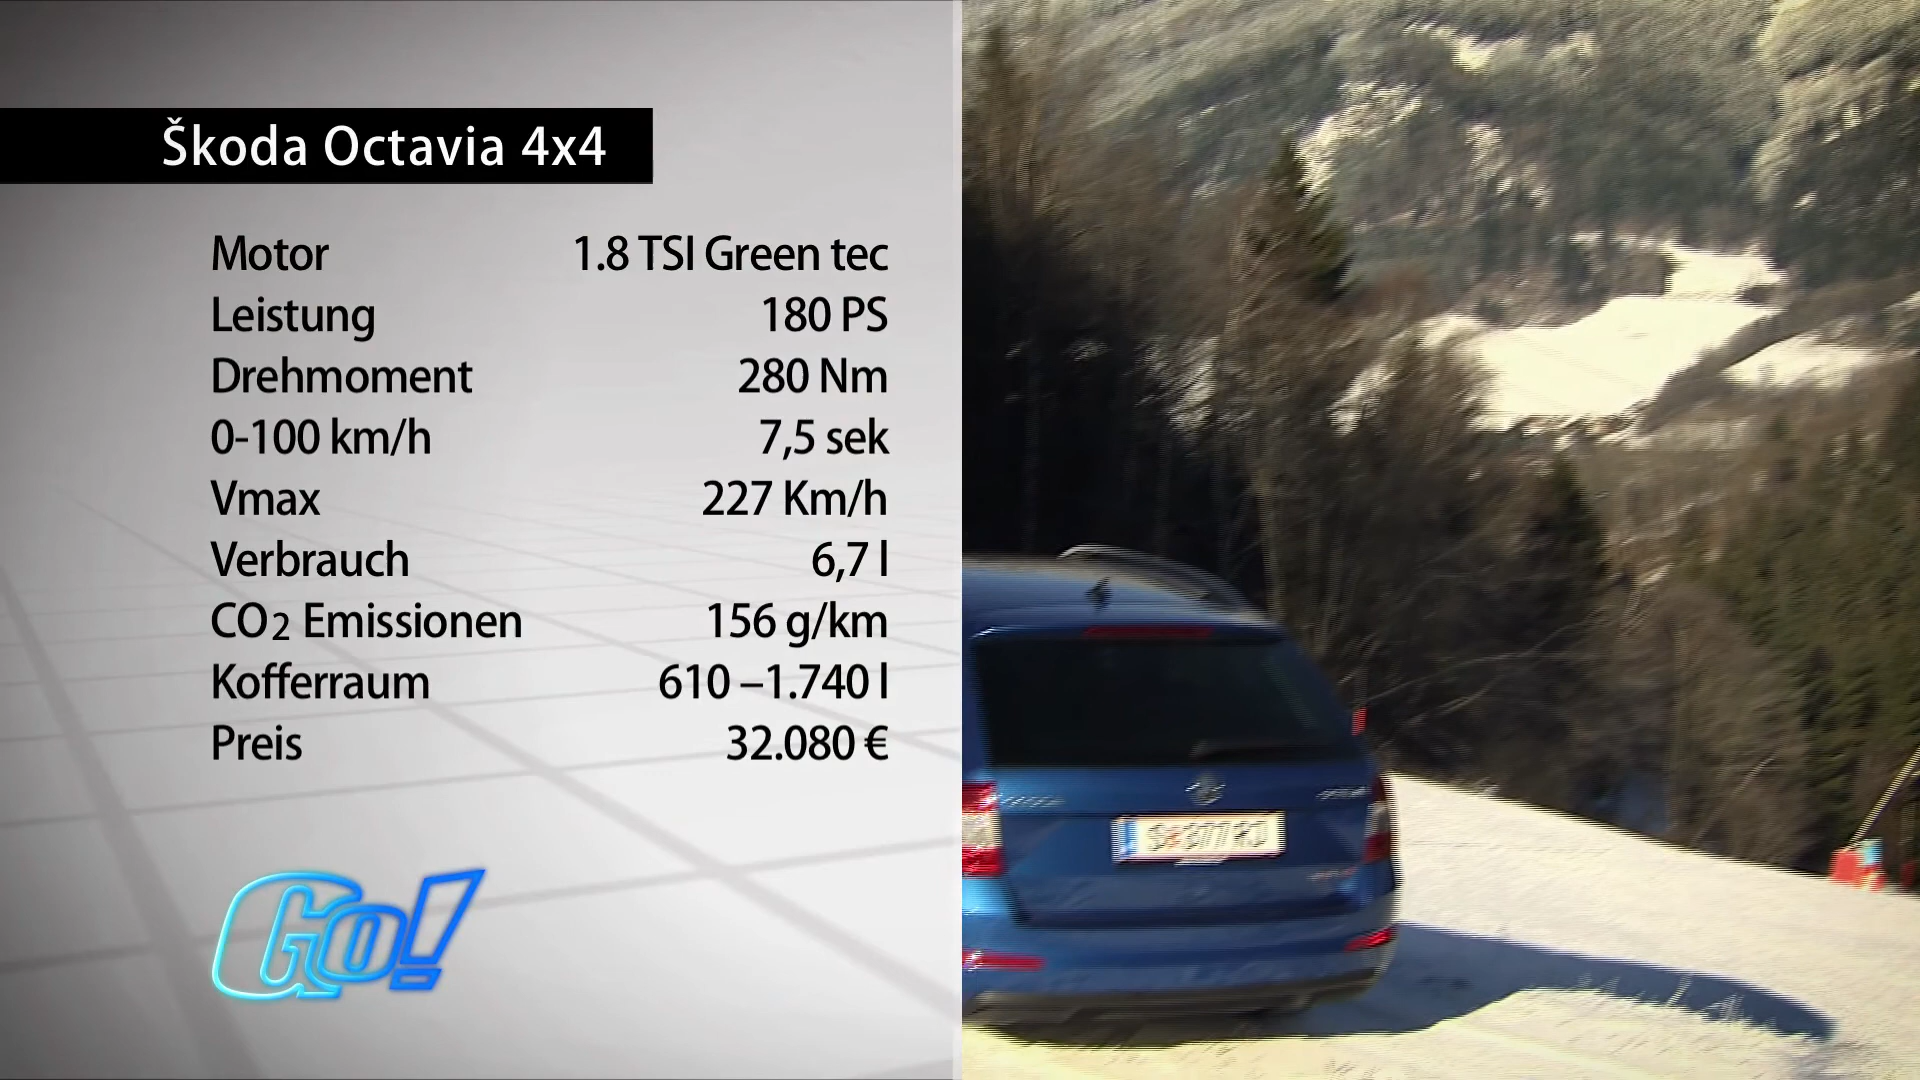 Škoda Octavia 4x4
Motor 1.8 TSI Green tec
Leistung 180 PS
Drehmoment 280 Nm
0-100 km/h 7,5 sek
Vmax 227 Km/h
Verbrauch 6,7 l
CO2 Emissionen 156 g/km
Kofferraum 610 –1.740 l
Preis 32.080 €
Go!